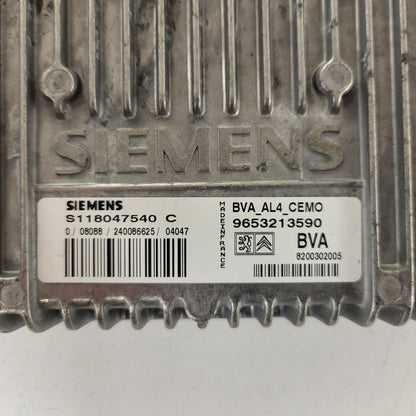 SIEMENS
SIEMENS
S118047540 C
0 / 08088 / 240086625 / 04047
MADE IN FRANCE
BVA_AL4_CEMO
9653213590
BVA
8200302005